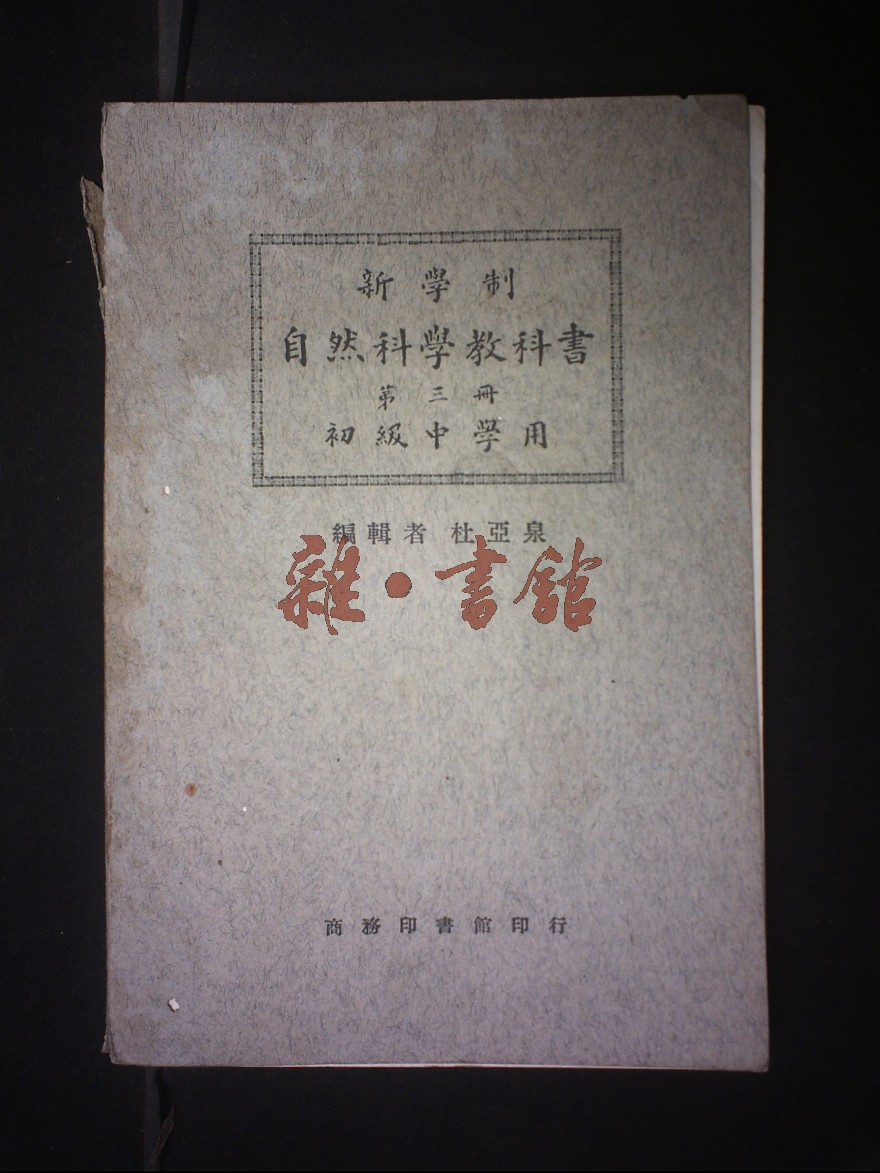 新學制
自然科學教科書
第三冊
初級中學用
編輯者 杜亞泉
雜·書館
商務印書館印行